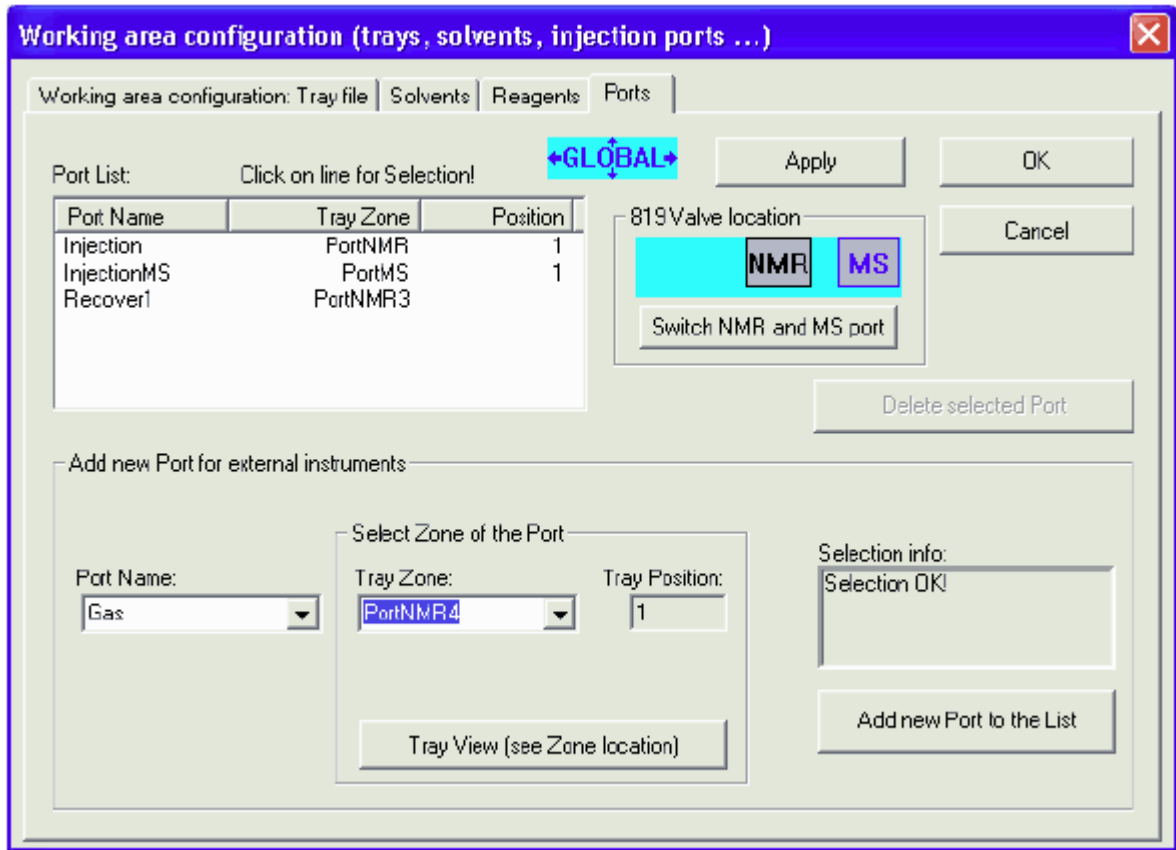 Working area configuration (trays, solvents, injection ports ...)
Working area configuration: Tray file Solvents Reagents Ports
GLOBAL Apply OK
Port List: Click on line for Selection!
Port Name Tray Zone Position
819 Valve location
Cancel
Injection PortNMR 1
InjectionMS PortMS 1
Recover1 PortNMR3
NMR MS
Switch NMR and MS port
Delete selected Port
Add new Port for external instruments
Select Zone of the Port
Port Name: Tray Zone: Tray Position: Selection info:
Gas PortNMR4 1 Selection OK!
Tray View (see Zone location)
Add new Port to the List